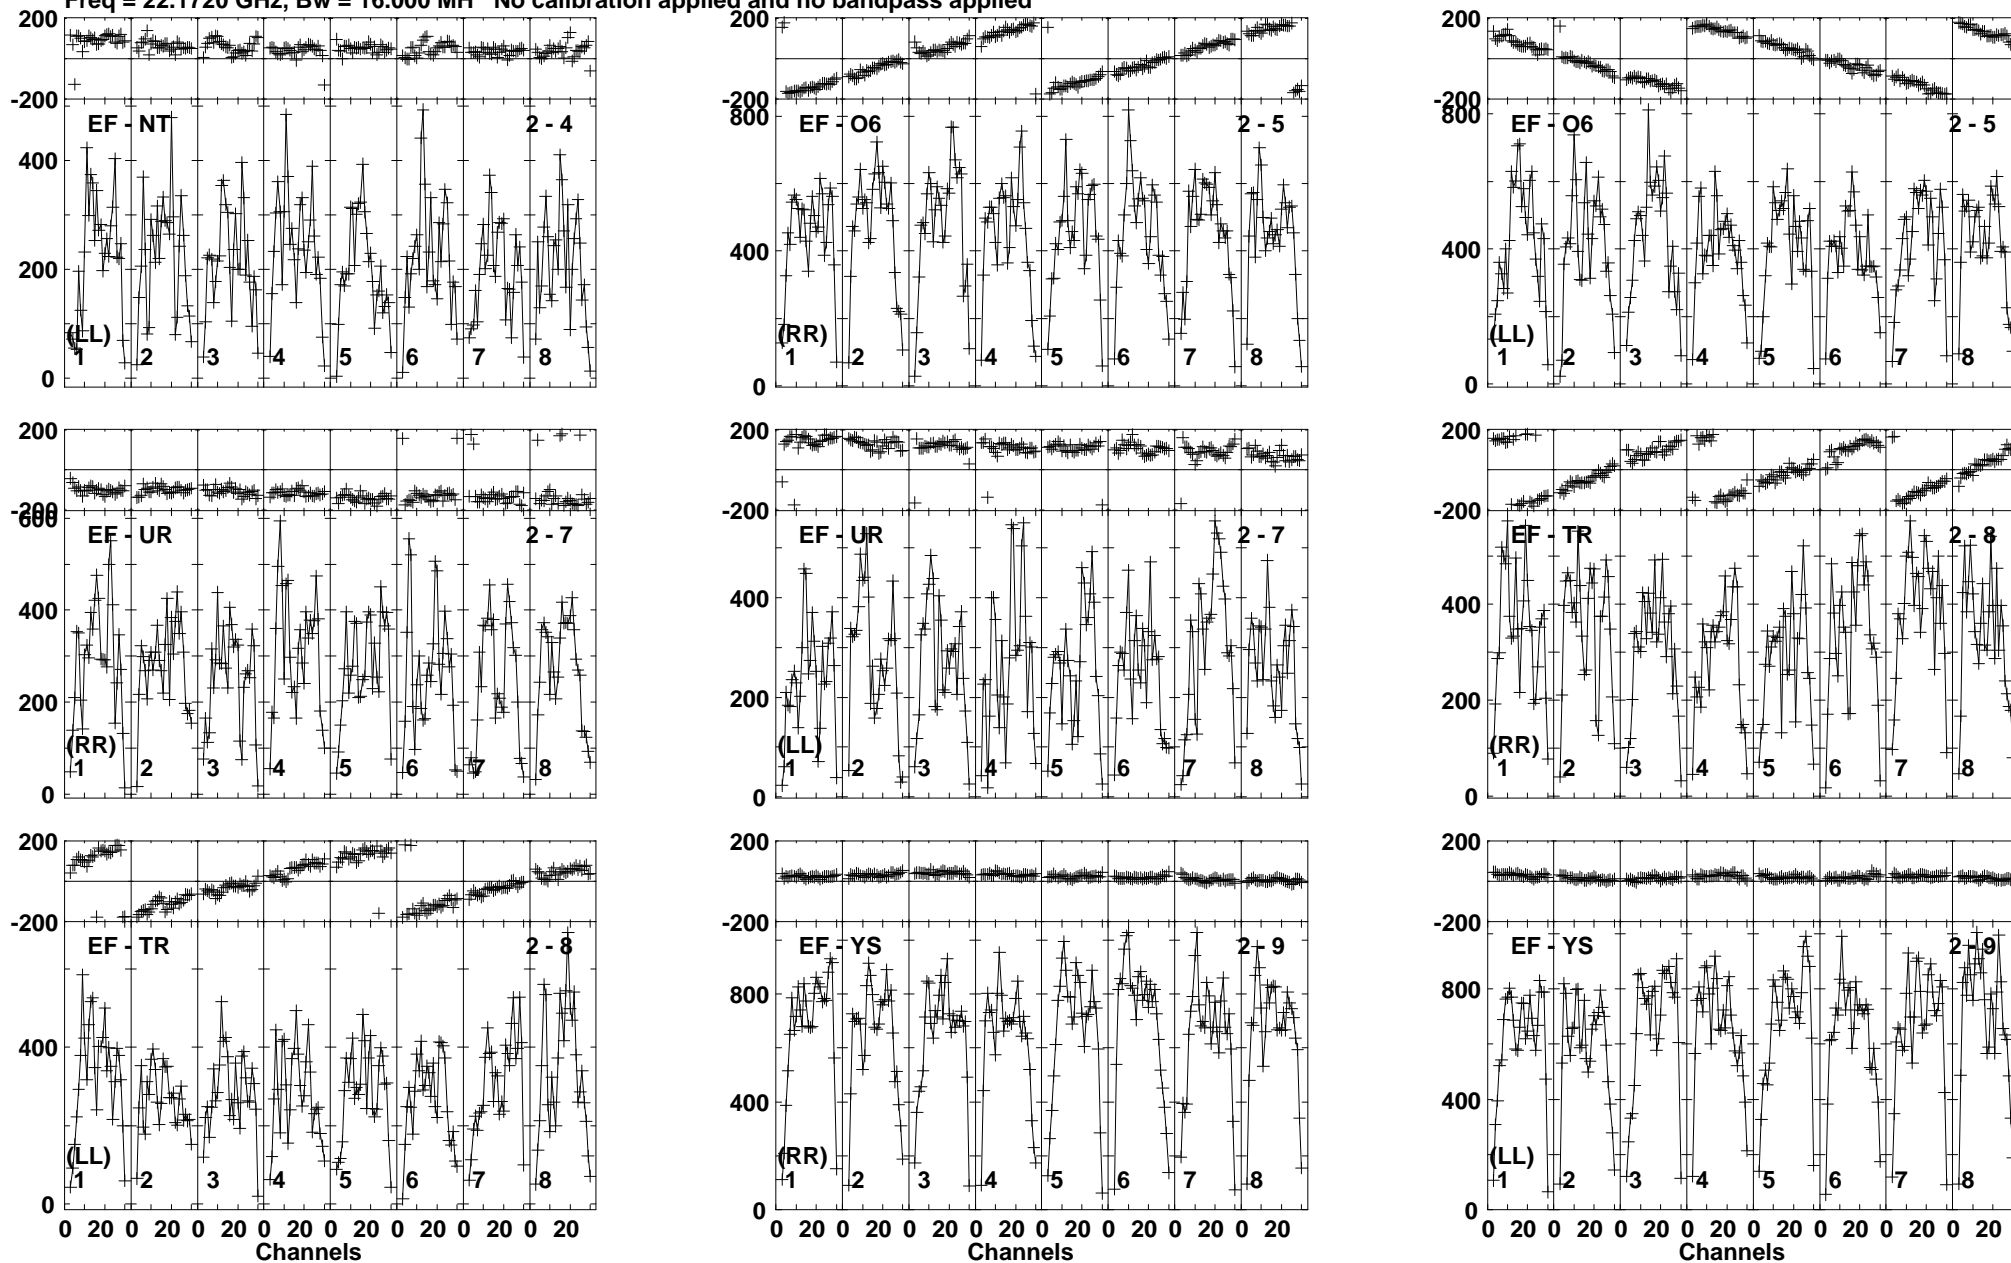 Freq = 22.1720 GHz, Bw = 16.000 MH No calibration applied and no bandpass applied
200 200 200
-200 -200 -200
EF - NT 2 - 4 800 EF - O6 2 - 5 800 EF - O6 2 - 5
400 400 400
200
(LL) (RR) (LL)
1 2 3 4 5 6 7 8 1 2 3 4 5 6 7 8 1 2 3 4 5 6 7 8
0 0 0
200 200 200
-200 -200 -200
600 EF - UR 2 - 7 EF - UR 2 - 7 EF - TR 2 - 8
400 400 400
200 200 200
(RR) (LL) (RR)
1 2 3 4 5 6 7 8 1 2 3 4 5 6 7 8 1 2 3 4 5 6 7 8
0 0 0
200 200 200
-200 -200 -200
EF - TR 2 - 8 EF - YS 2 - 9 EF - YS 2 - 9
800 800
400 400 400
(LL) (RR) (LL)
1 2 3 4 5 6 7 8 1 2 3 4 5 6 7 8 1 2 3 4 5 6 7 8
0 0 0
0 20 0 20 0 20 0 20 0 20 0 20 0 20 0 20 0 20 0 20 0 20 0 20 0 20 0 20 0 20 0 20 0 20 0 20 0 20 0 20 0 20 0 20 0 20 0 20
Channels Channels Channels